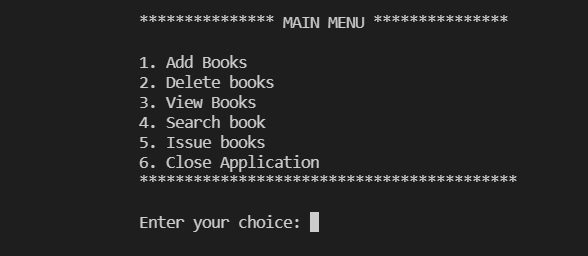 *************** MAIN MENU ***************
1. Add Books
2. Delete books
3. View Books
4. Search book
5. Issue books
6. Close Application
******************************************
Enter your choice: